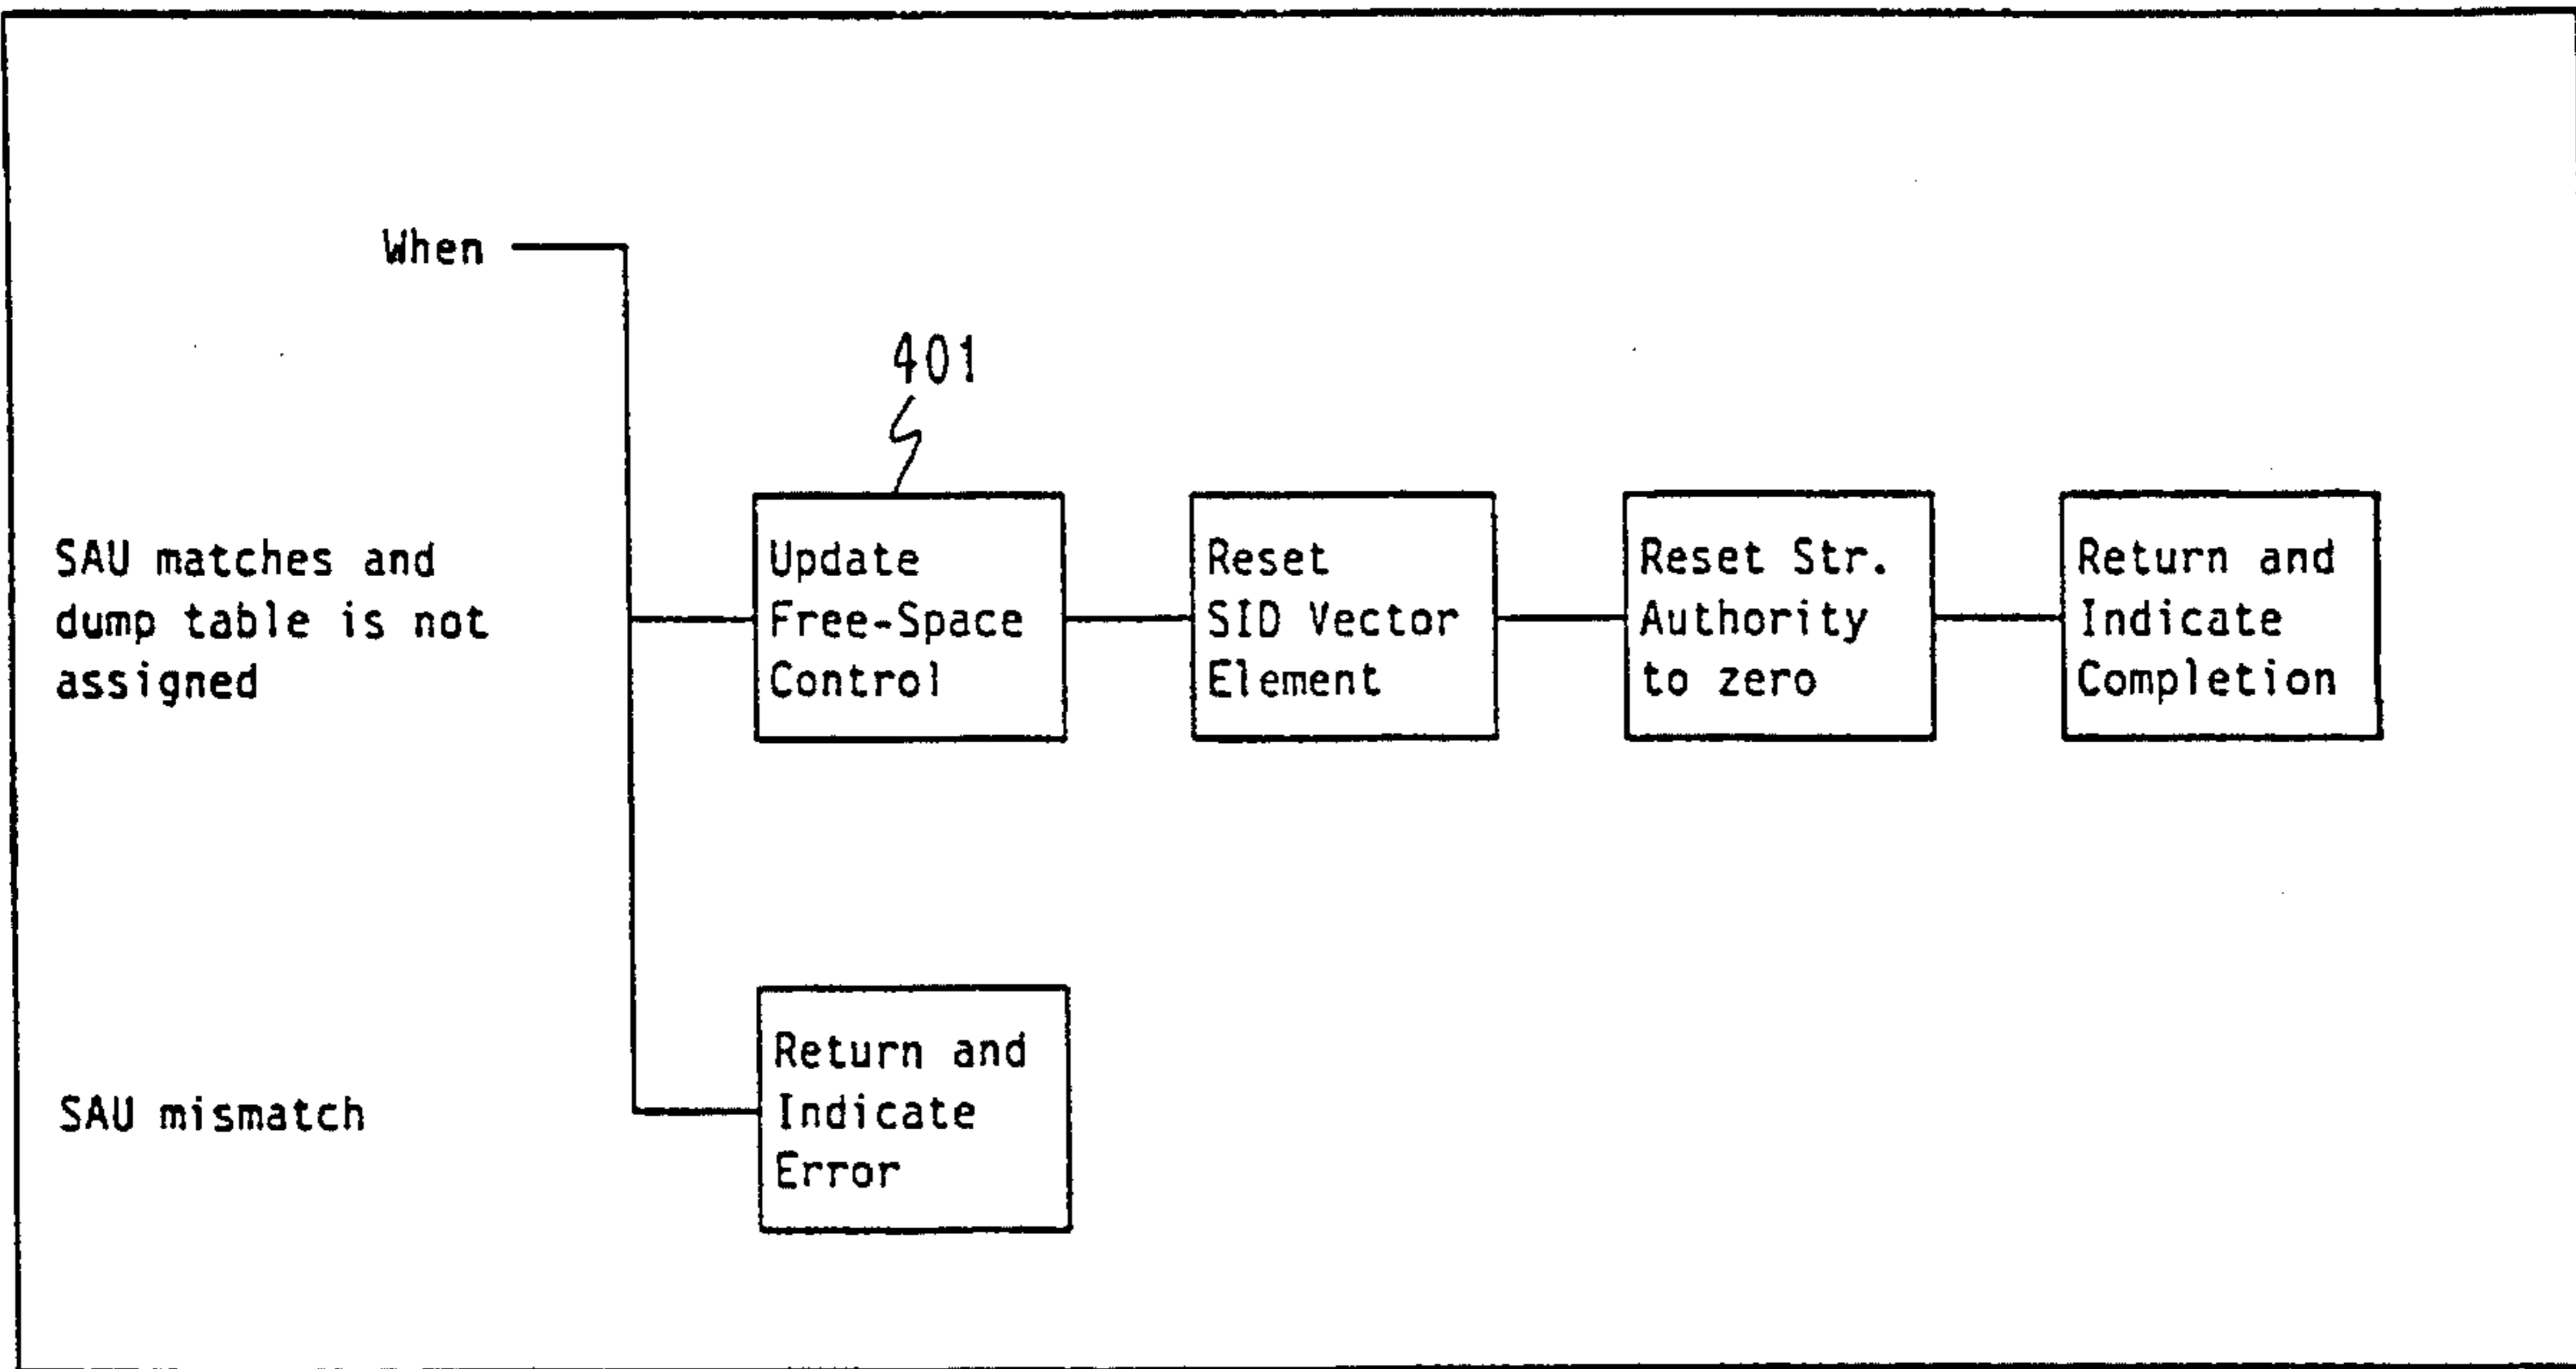 When
401
SAU matches and
dump table is not
assigned
Update
Free-Space
Control
Reset
SID Vector
Element
Reset Str.
Authority
to zero
Return and
Indicate
Completion
SAU mismatch
Return and
Indicate
Error